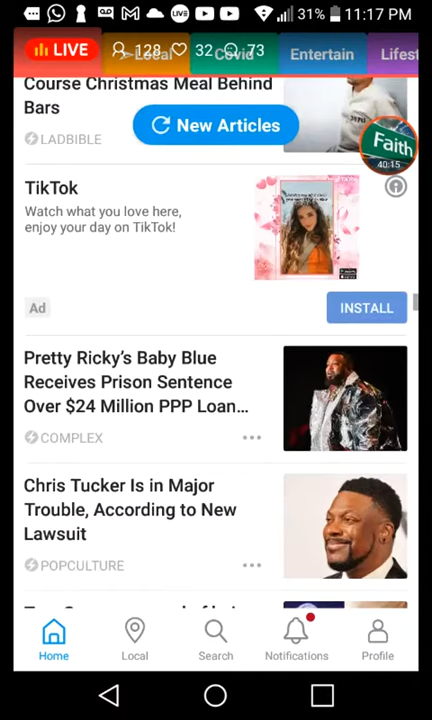 31% 11:17 PM
LIVE 128 32 73
Local Covid Entertain Lifest
Course Christmas Meal Behind
Bars
New Articles
LADBIBLE
Faith
40:15
TikTok
Watch what you love here,
enjoy your day on TikTok!
Ad
INSTALL
Pretty Ricky’s Baby Blue
Receives Prison Sentence
Over $24 Million PPP Loan...
COMPLEX
Chris Tucker Is in Major
Trouble, According to New
Lawsuit
POPCULTURE
Home Local Search Notifications Profile